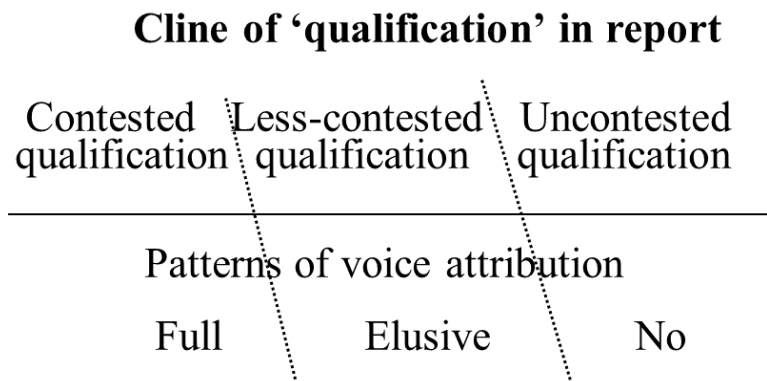 Cline of ‘qualification’ in report
Contested Less-contested Uncontested
qualification qualification qualification
Patterns of voice attribution
Full Elusive No